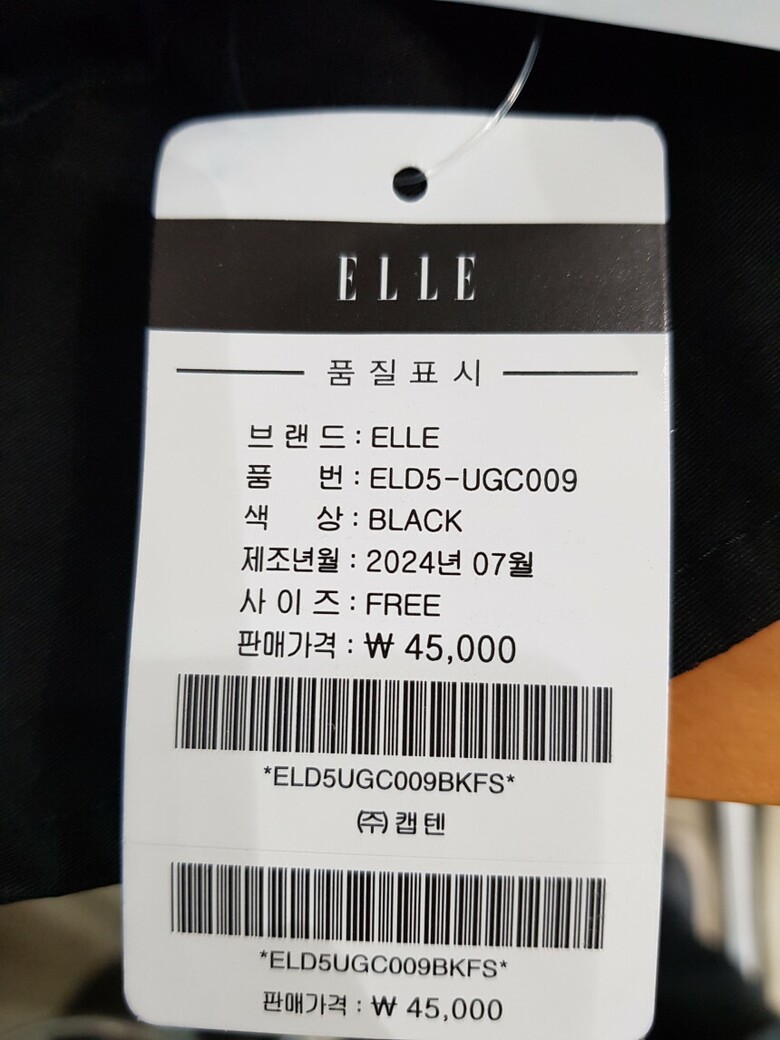 ELLE
품질표시
브랜드 : ELLE
품 번 : ELD5-UGC009
색 상 : BLACK
제조년월 : 2024년 07월
사이즈 : FREE
판매가격 : ₩ 45,000
*ELD5UGC009BKFS*
㈜캡텐
*ELD5UGC009BKFS*
판매가격 : ₩ 45,000